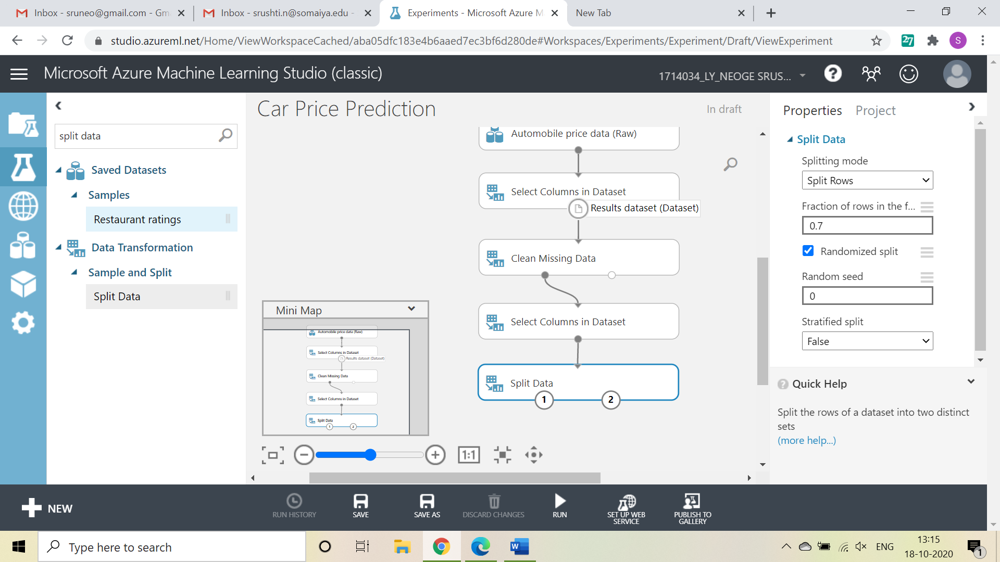 Inbox - sruneo@gmail.com - Gm
Inbox - srushti.n@somaiya.edu -
Experiments - Microsoft Azure M
New Tab
studio.azureml.net/Home/ViewWorkspaceCached/aba05dfc183e4b6aaed7ec3bf6d280de#Workspaces/Experiments/Experiment/Draft/ViewExperiment
27
S
Microsoft Azure Machine Learning Studio (classic)
1714034_LY_NEOGE SRUS...
?
split data
Saved Datasets
Samples
Restaurant ratings
Data Transformation
Sample and Split
Split Data
Car Price Prediction
In draft
Automobile price data (Raw)
Select Columns in Dataset
Results dataset (Dataset)
Clean Missing Data
Select Columns in Dataset
Split Data
1
2
Mini Map
Automobile price data (Raw)
Select Columns in Dataset
Results dataset (Dataset)
Clean Missing Data
Select Columns in Dataset
Split Data
1
2
1:1
Properties
Project
Split Data
Splitting mode
Split Rows
Fraction of rows in the f...
0.7
Randomized split
Random seed
0
Stratified split
False
? Quick Help
Split the rows of a dataset into two distinct
sets
(more help...)
NEW
RUN HISTORY
SAVE
SAVE AS
DISCARD CHANGES
RUN
SET UP WEB
SERVICE
PUBLISH TO
GALLERY
Type here to search
W
ENG
13:15
18-10-2020
1